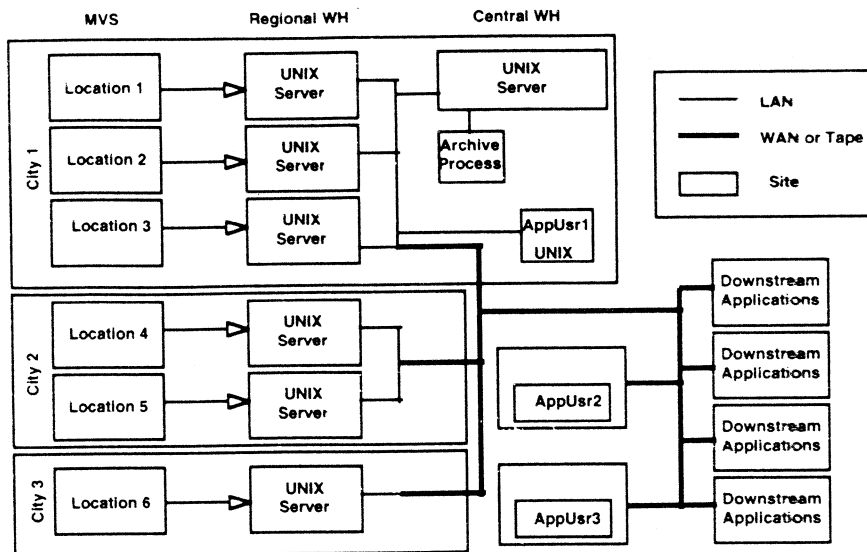 MVS
Regional WH
Central WH
City 1
Location 1
UNIX
Server
UNIX
Server
Archive
Process
Location 2
UNIX
Server
Location 3
UNIX
Server
AppUsr1
UNIX
LAN
WAN or Tape
Site
City 2
Location 4
UNIX
Server
Location 5
UNIX
Server
City 3
Location 6
UNIX
Server
AppUsr2
AppUsr3
Downstream
Applications
Downstream
Applications
Downstream
Applications
Downstream
Applications